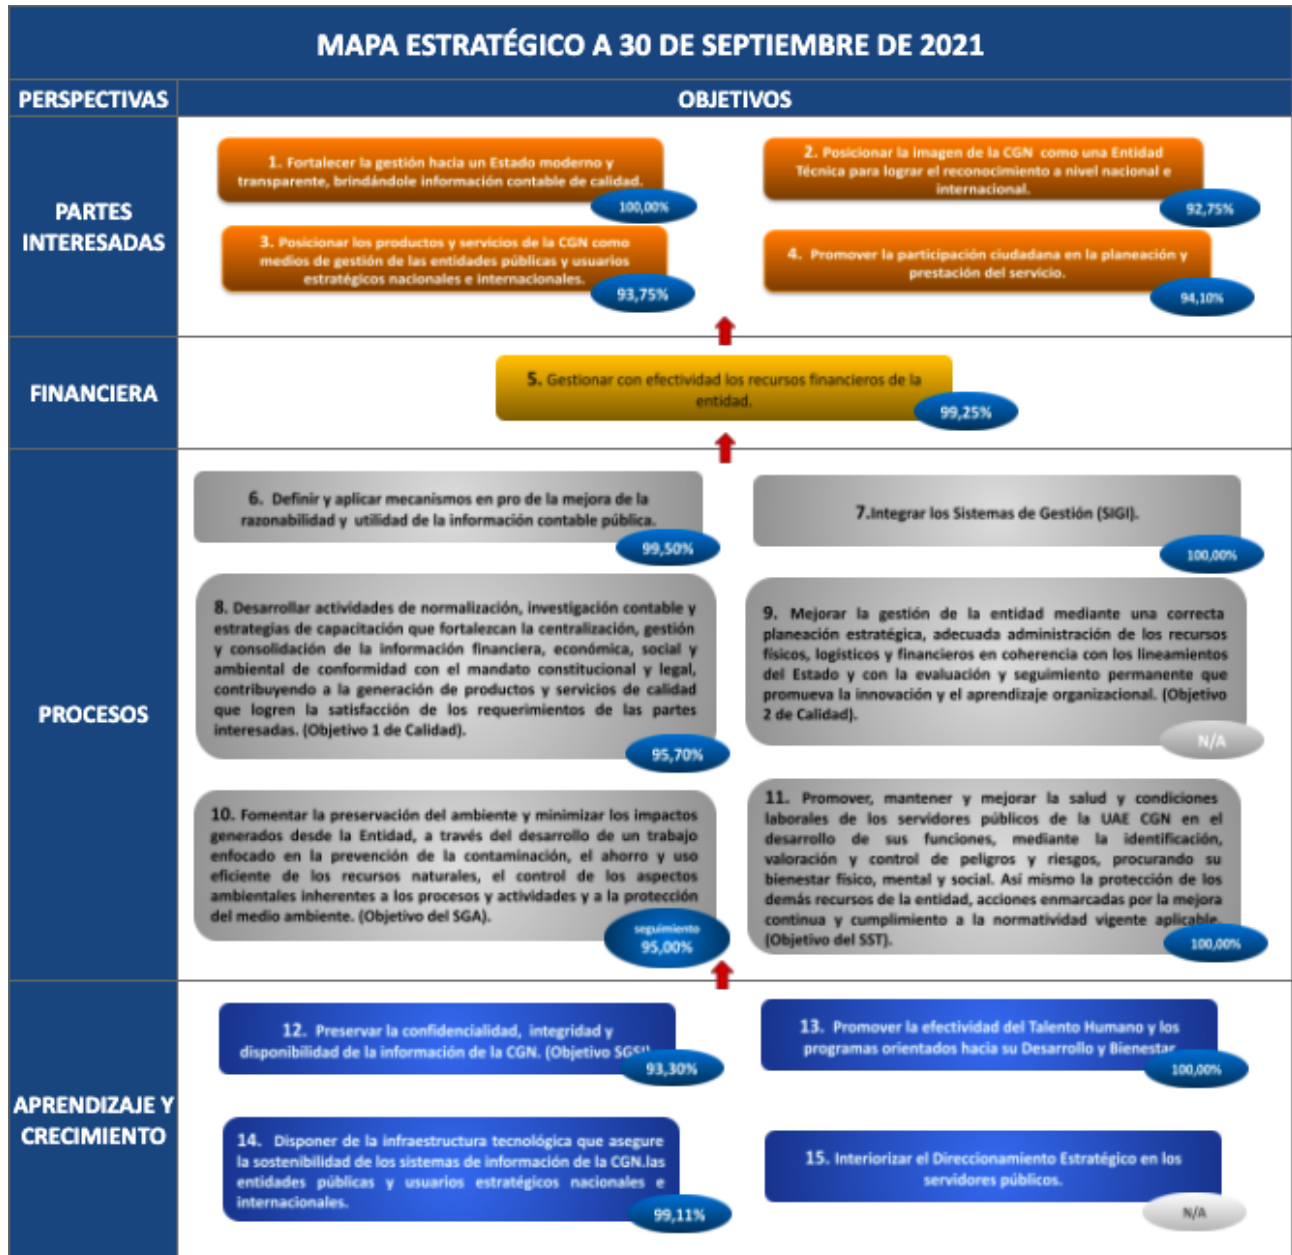 MAPA ESTRATÉGICO A 30 DE SEPTIEMBRE DE 2021
PERSPECTIVAS
OBJETIVOS
PARTES
INTERESADAS
1. Fortalecer la gestión hacia un Estado moderno y
transparente, brindándole información contable de calidad.
100,00%
2. Posicionar la imagen de la CGN como una Entidad
Técnica para lograr el reconocimiento a nivel nacional e
internacional.
92,75%
3. Posicionar los productos y servicios de la CGN como
medios de gestión de las entidades públicas y usuarios
estratégicos nacionales e internacionales.
93,75%
4. Promover la participación ciudadana en la planeación y
prestación del servicio.
94,10%
FINANCIERA
5. Gestionar con efectividad los recursos financieros de la
entidad.
99,25%
PROCESOS
6. Definir y aplicar mecanismos en pro de la mejora de la
razonabilidad y utilidad de la información contable pública.
99,50%
7.Integrar los Sistemas de Gestión (SIGI).
100,00%
8. Desarrollar actividades de normalización, investigación contable y
estrategias de capacitación que fortalezcan la centralización, gestión
y consolidación de la información financiera, económica, social y
ambiental de conformidad con el mandato constitucional y legal,
contribuyendo a la generación de productos y servicios de calidad
que logren la satisfacción de los requerimientos de las partes
interesadas. (Objetivo 1 de Calidad).
95,70%
9. Mejorar la gestión de la entidad mediante una correcta
planeación estratégica, adecuada administración de los recursos
físicos, logísticos y financieros en coherencia con los lineamientos
del Estado y con la evaluación y seguimiento permanente que
promueva la innovación y el aprendizaje organizacional. (Objetivo
2 de Calidad).
N/A
10. Fomentar la preservación del ambiente y minimizar los impactos
generados desde la Entidad, a través del desarrollo de un trabajo
enfocado en la prevención de la contaminación, el ahorro y uso
eficiente de los recursos naturales, el control de los aspectos
ambientales inherentes a los procesos y actividades y a la protección
del medio ambiente. (Objetivo del SGA).
seguimiento
95,00%
11. Promover, mantener y mejorar la salud y condiciones
laborales de los servidores públicos de la UAE CGN en el
desarrollo de sus funciones, mediante la identificación,
valoración y control de peligros y riesgos, procurando su
bienestar físico, mental y social. Así mismo la protección de los
demás recursos de la entidad, acciones enmarcadas por la mejora
continua y cumplimiento a la normatividad vigente aplicable.
(Objetivo del SST).
100,00%
APRENDIZAJE Y
CRECIMIENTO
12. Preservar la confidencialidad, integridad y
disponibilidad de la información de la CGN. (Objetivo SGSI)
93,30%
13. Promover la efectividad del Talento Humano y los
programas orientados hacia su Desarrollo y Bienestar
100,00%
14. Disponer de la infraestructura tecnológica que asegure
la sostenibilidad de los sistemas de información de la CGN.las
entidades públicas y usuarios estratégicos nacionales e
internacionales.
99,11%
15. Interiorizar el Direccionamiento Estratégico en los
servidores públicos.
N/A